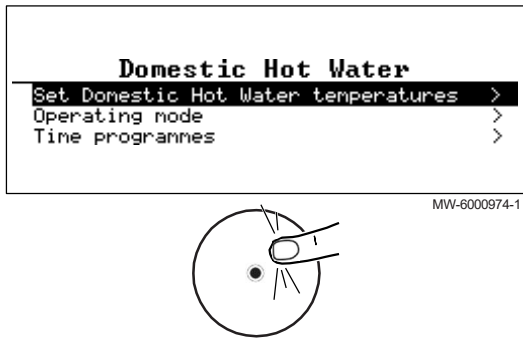 Domestic Hot Water
Set Domestic Hot Water temperatures >
Operating mode >
Time programmes >
MW-6000974-1